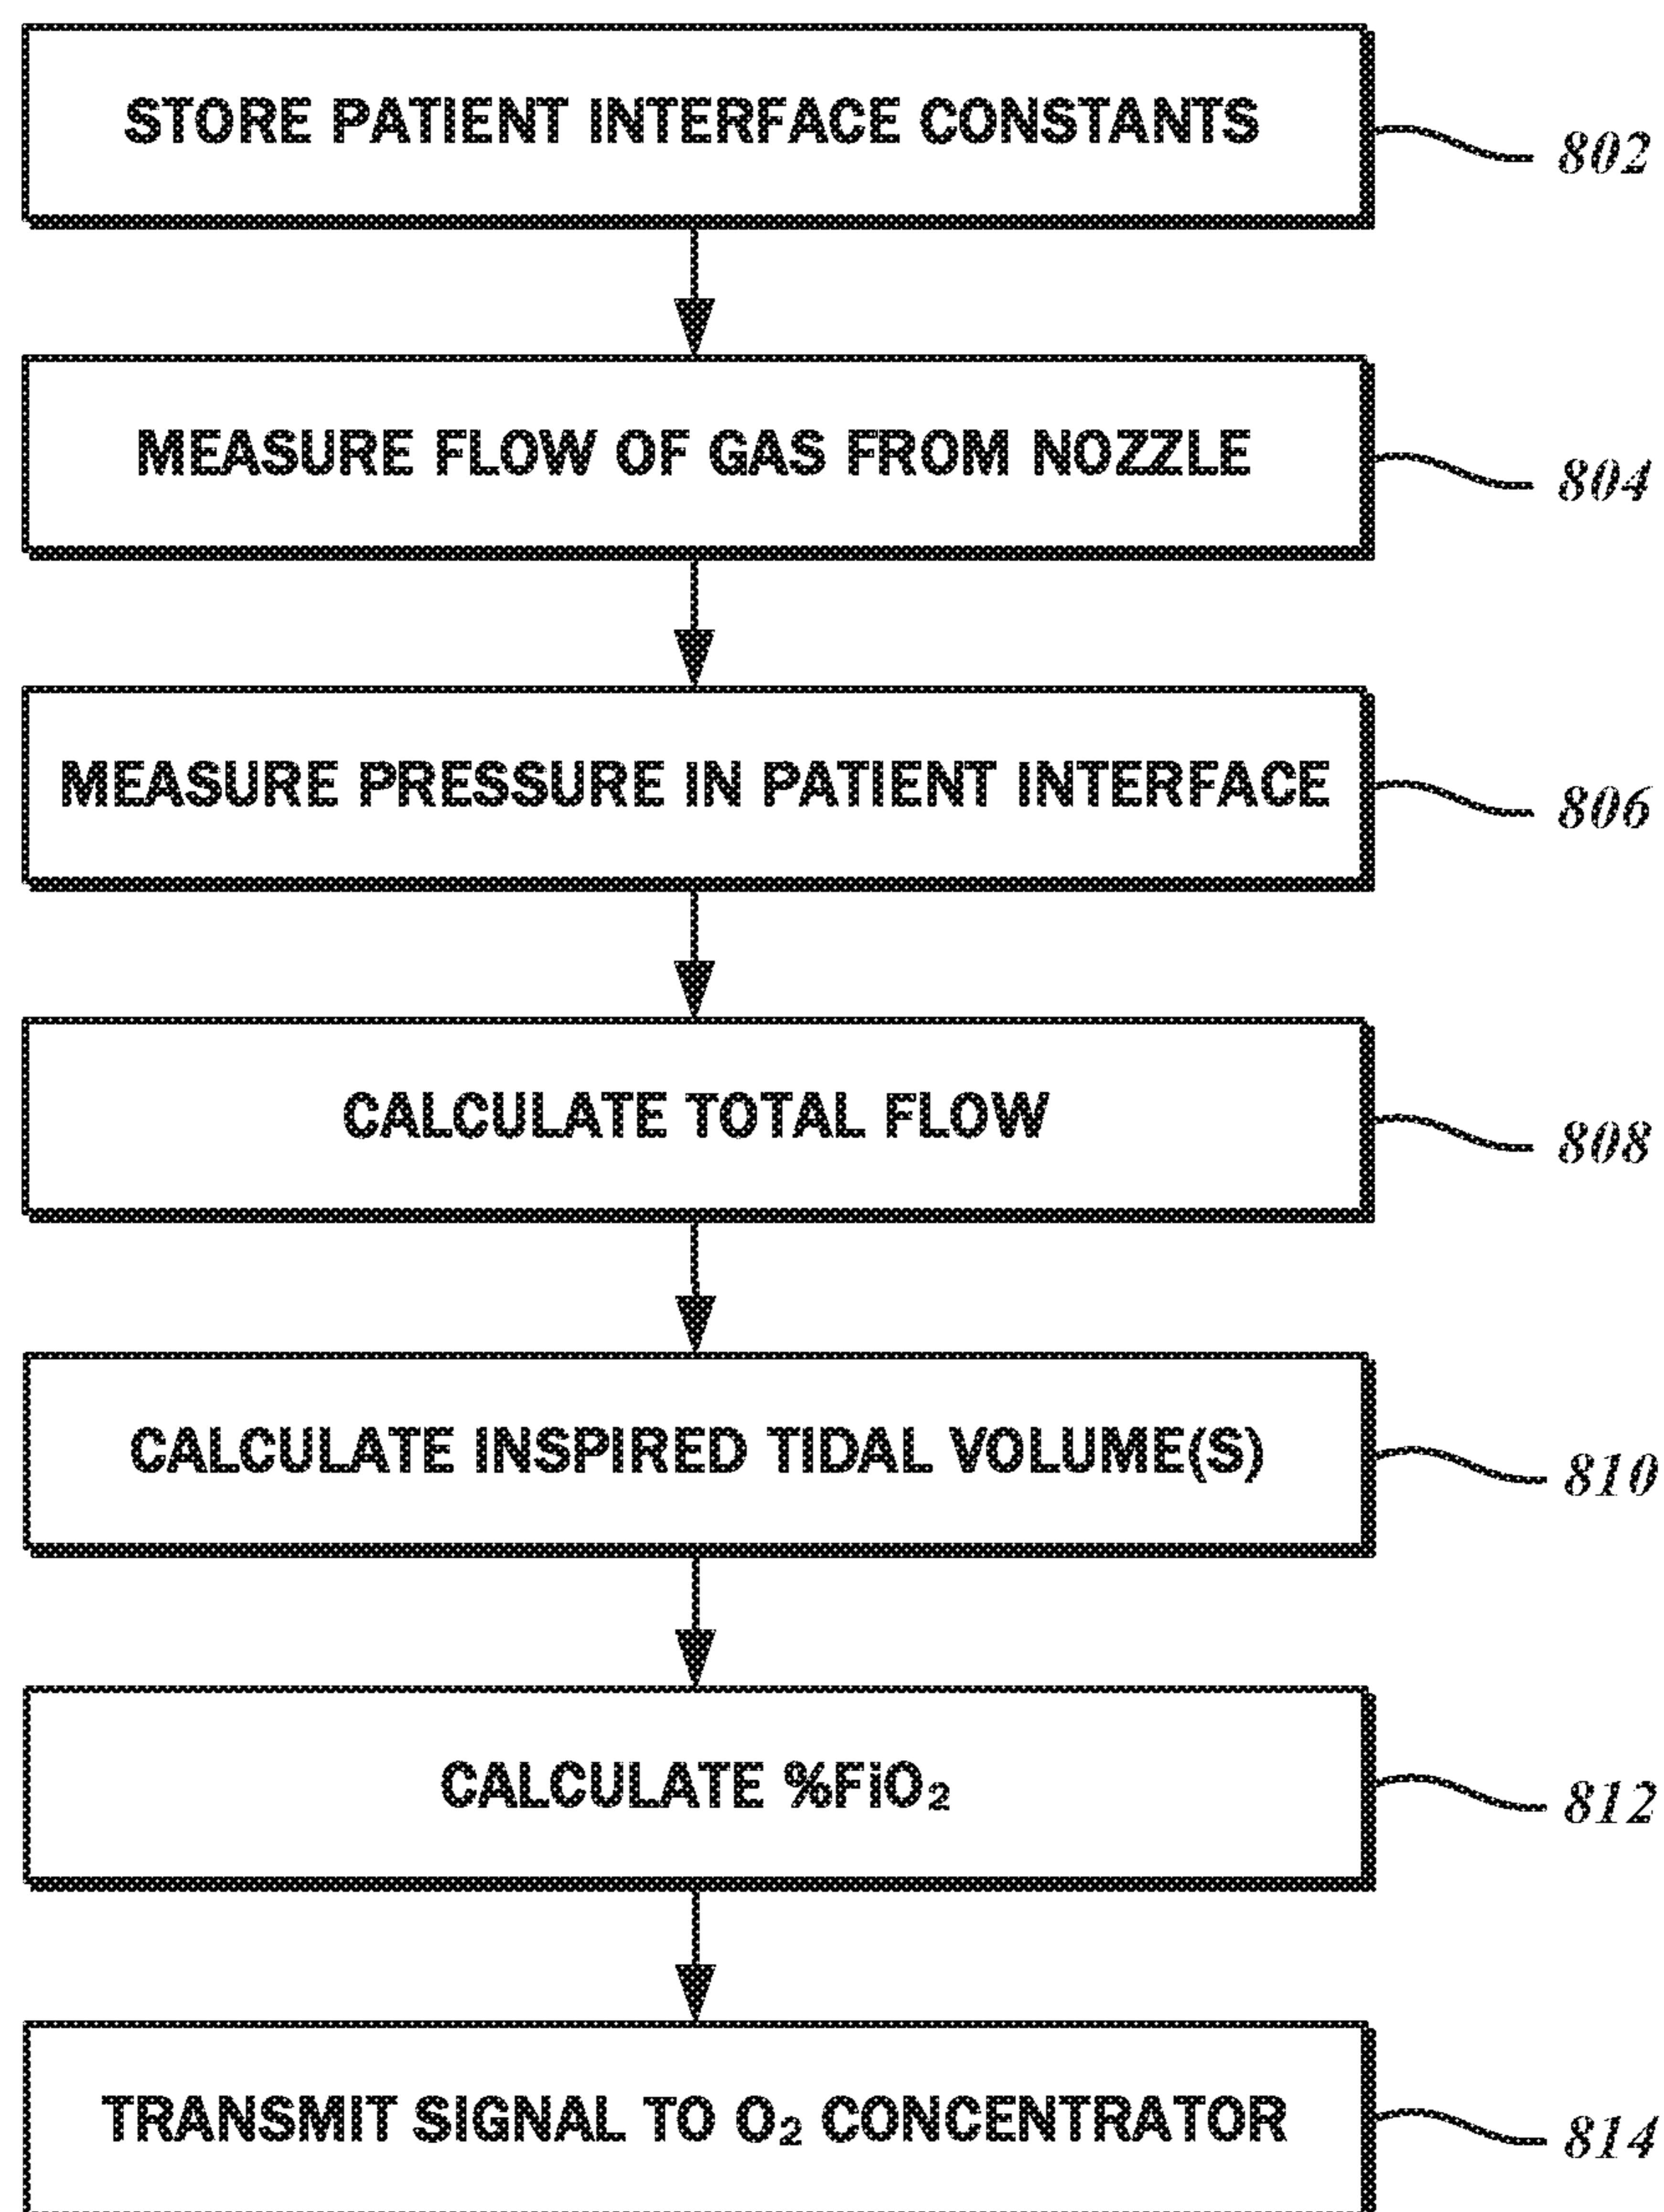 STORE PATIENT INTERFACE CONSTANTS
802
MEASURE FLOW OF GAS FROM NOZZLE
804
MEASURE PRESSURE IN PATIENT INTERFACE
806
CALCULATE TOTAL FLOW
808
CALCULATE INSPIRED TIDAL VOLUME(S)
810
CALCULATE %FiO₂
812
TRANSMIT SIGNAL TO O₂ CONCENTRATOR
814